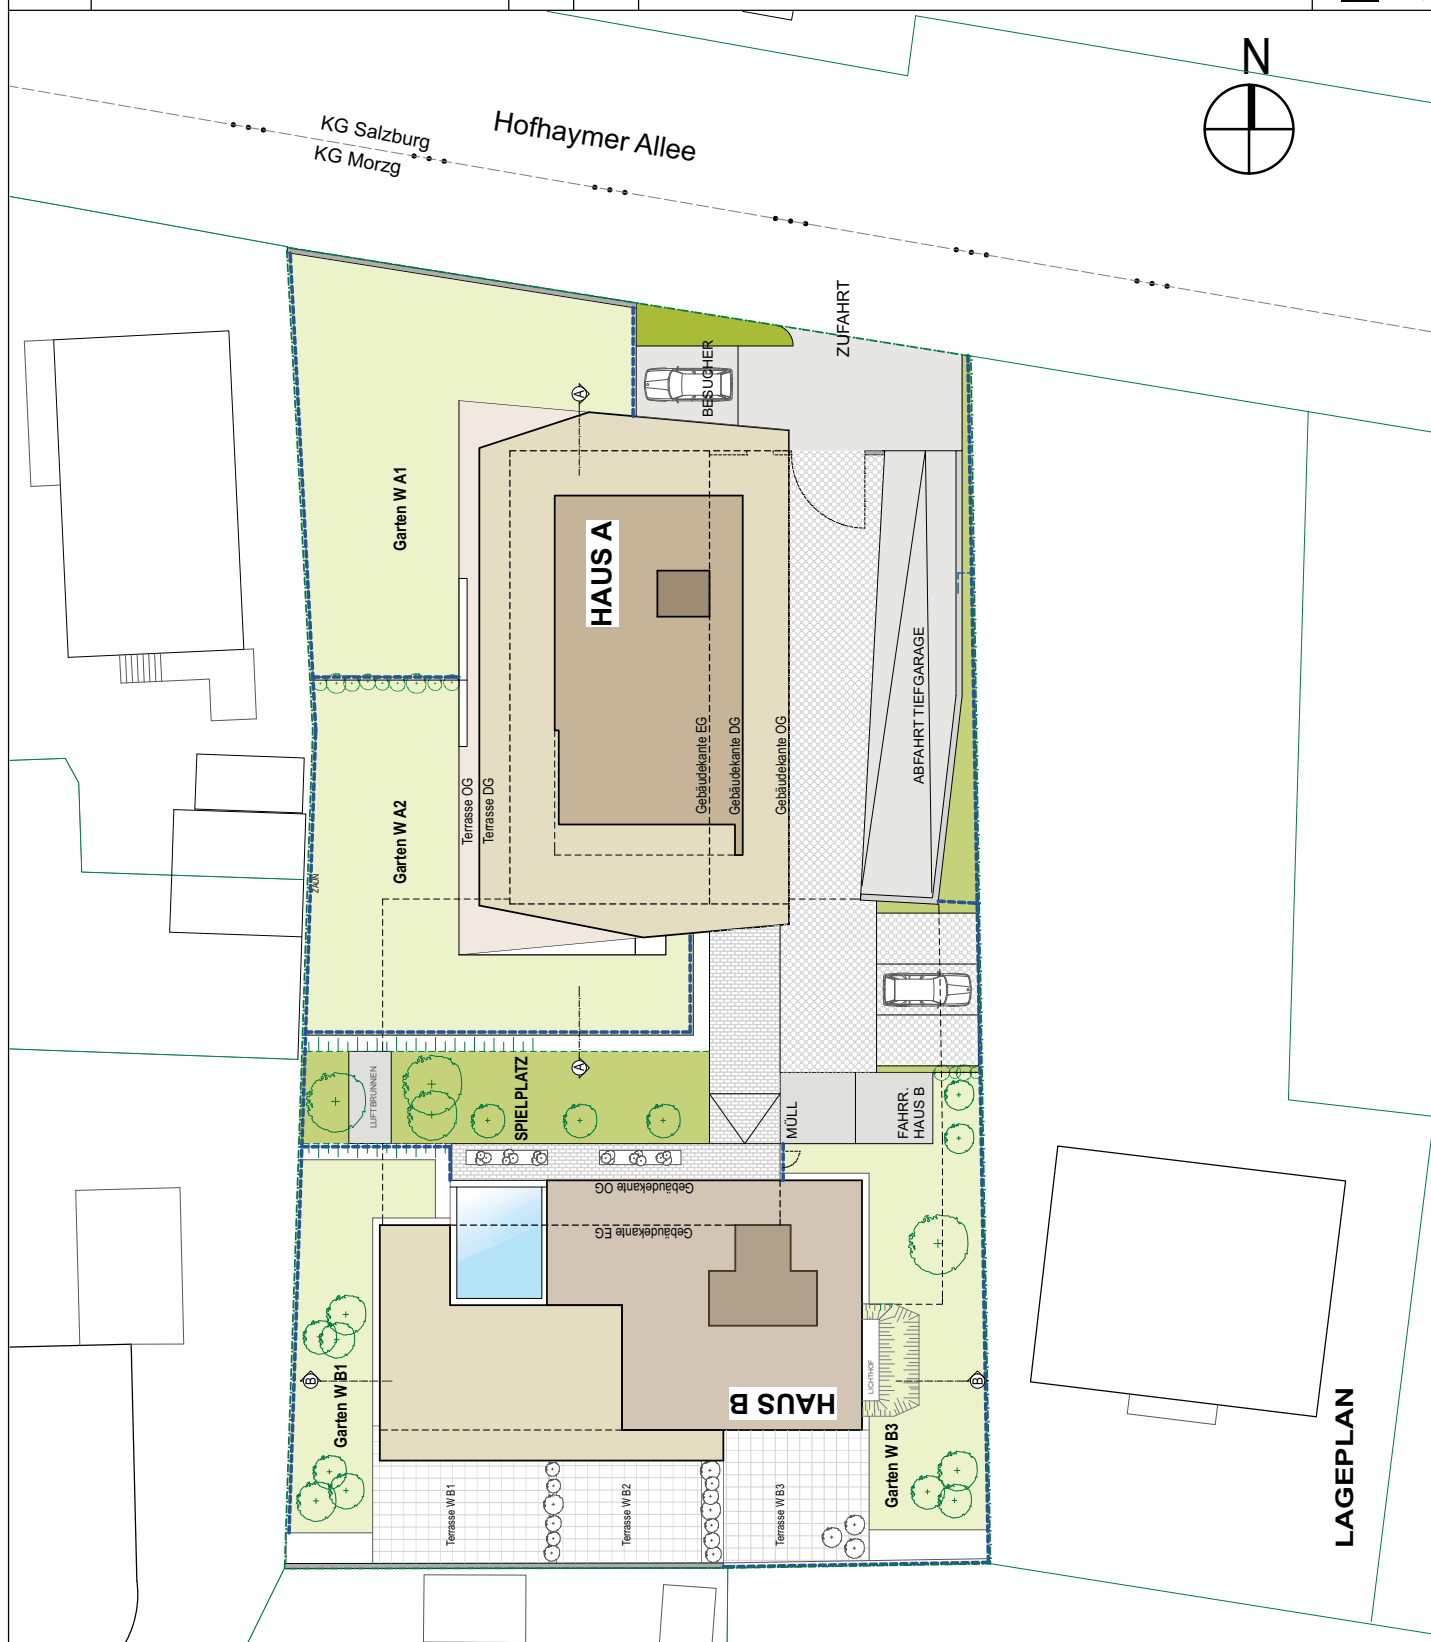 N
KG Salzburg
KG Morzg
Hofhaymer Allee
ZUFAHRT
BESUCHER
A
Garten W A1
HAUS A
ABFAHRT TIEFGARAGE
Gebäudekante EG
Gebäudekante DG
Gebäudekante OG
Terrasse OG
Terrasse DG
Garten W A2
ZAUN
A
LUFTBRUNNEN
SPIELPLATZ
MÜLL
FAHRR.
HAUS B
Gebäudekante OG
Gebäudekante EG
B
B
LICHTHOF
Garten W B1
HAUS B
Garten W B3
Terrasse W B1
Terrasse W B2
Terrasse W B3
LAGEPLAN